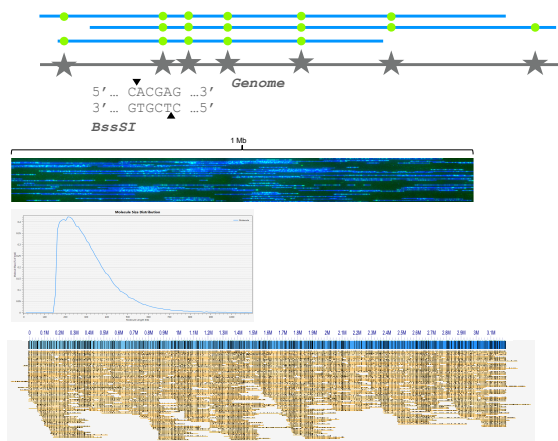 Genome
5’… CACGAG …3’
3’… GTGCTC …5’
BssSI
1 Mb
Molecule Size Distribution
0 0.1M 0.2M 0.4M 0.5M 0.6M 0.7M 0.8M 0.9M 1M 1.1M 1.2M 1.3M 1.4M 1.5M 1.6M 1.7M 1.8M 1.9M 2M 2.1M 2.2M 2.3M 2.4M 2.5M 2.6M 2.7M 2.8M 2.9M 3M 3.1M